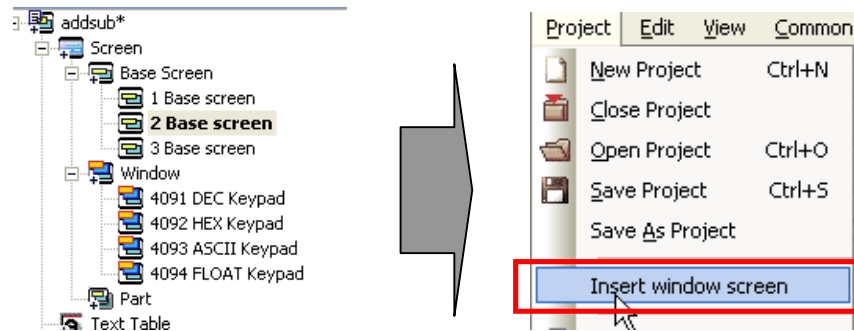 addsub*
Screen
Base Screen
1 Base screen
2 Base screen
3 Base screen
Window
4091 DEC Keypad
4092 HEX Keypad
4093 ASCII Keypad
4094 FLOAT Keypad
Part
Text Table
Project Edit View Common
New Project Ctrl+N
Close Project
Open Project Ctrl+O
Save Project Ctrl+S
Save As Project
Insert window screen